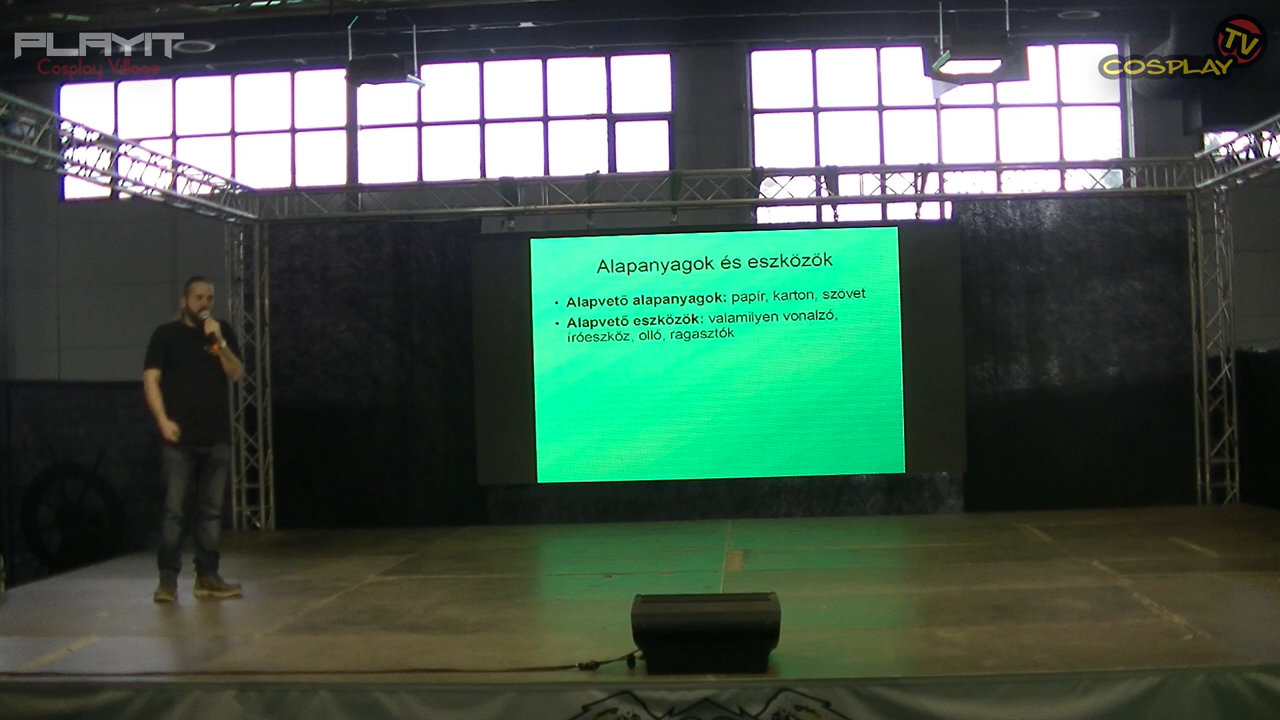 PLAYIT
Cosplay Village
TV
COSPLAY
Alapanyagok és eszközök
• Alapvető alapanyagok: papír, karton, szövet
• Alapvető eszközök: valamilyen vonalzó,
íróeszköz, olló, ragasztók